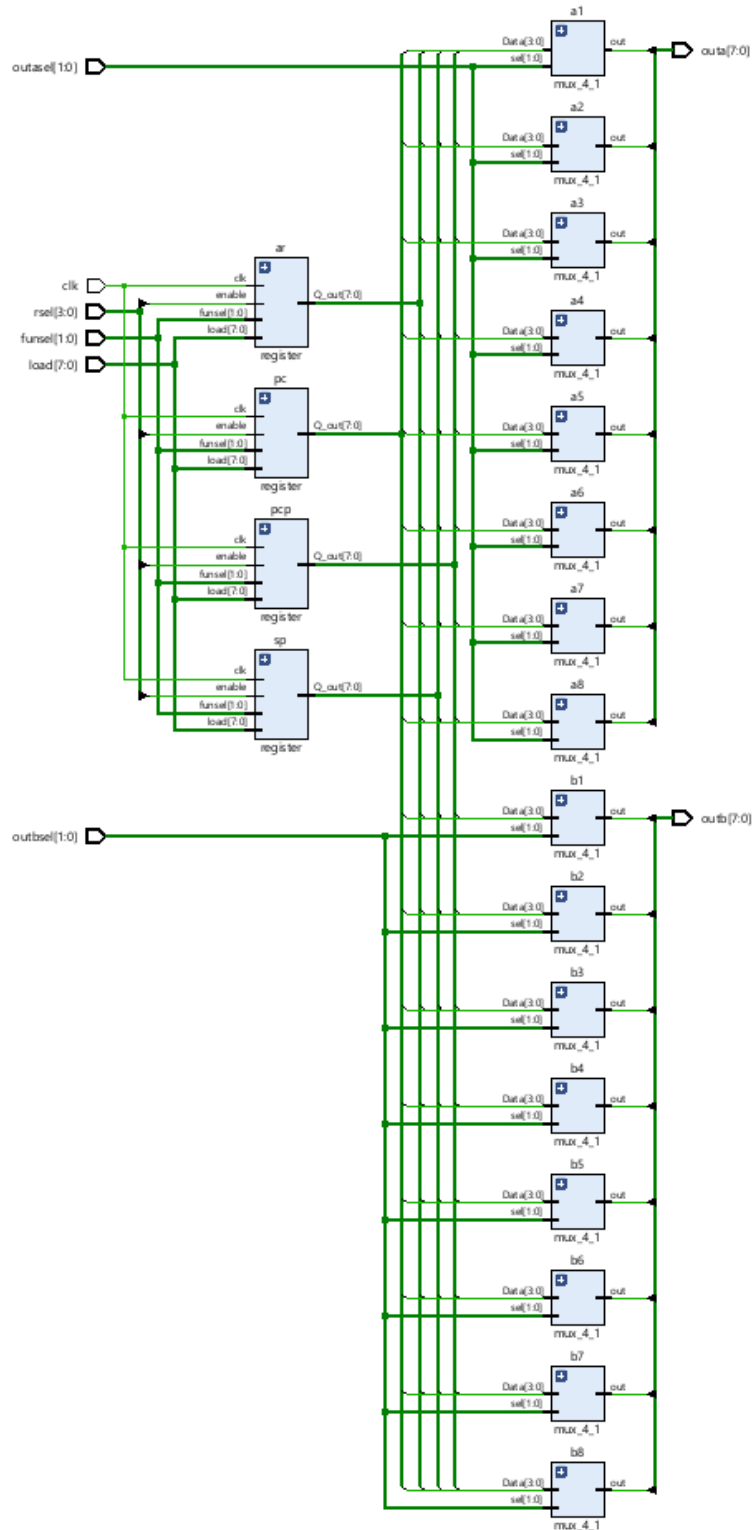 a1
Data[3:0] out outa[7:0]
outasel[1:0] sel[1:0]
mux_4_1
a2
Data[3:0] out
sel[1:0]
mux_4_1
a3
Data[3:0] out
sel[1:0]
mux_4_1
ar
clk clk
enable Q_out[7:0]
rsel[3:0]
funsel[1:0]
funsel[1:0] load[7:0]
register
load[7:0]
a4
Data[3:0] out
sel[1:0]
mux_4_1
pc
clk
enable Q_out[7:0]
funsel[1:0]
load[7:0]
register
a5
Data[3:0] out
sel[1:0]
mux_4_1
pcp
clk
enable Q_out[7:0]
funsel[1:0]
load[7:0]
register
a6
Data[3:0] out
sel[1:0]
mux_4_1
a7
Data[3:0] out
sel[1:0]
mux_4_1
sp
clk
enable Q_out[7:0]
funsel[1:0]
load[7:0]
register
a8
Data[3:0] out
sel[1:0]
mux_4_1
b1
Data[3:0] out outb[7:0]
outbsel[1:0] sel[1:0]
mux_4_1
b2
Data[3:0] out
sel[1:0]
mux_4_1
b3
Data[3:0] out
sel[1:0]
mux_4_1
b4
Data[3:0] out
sel[1:0]
mux_4_1
b5
Data[3:0] out
sel[1:0]
mux_4_1
b6
Data[3:0] out
sel[1:0]
mux_4_1
b7
Data[3:0] out
sel[1:0]
mux_4_1
b8
Data[3:0] out
sel[1:0]
mux_4_1